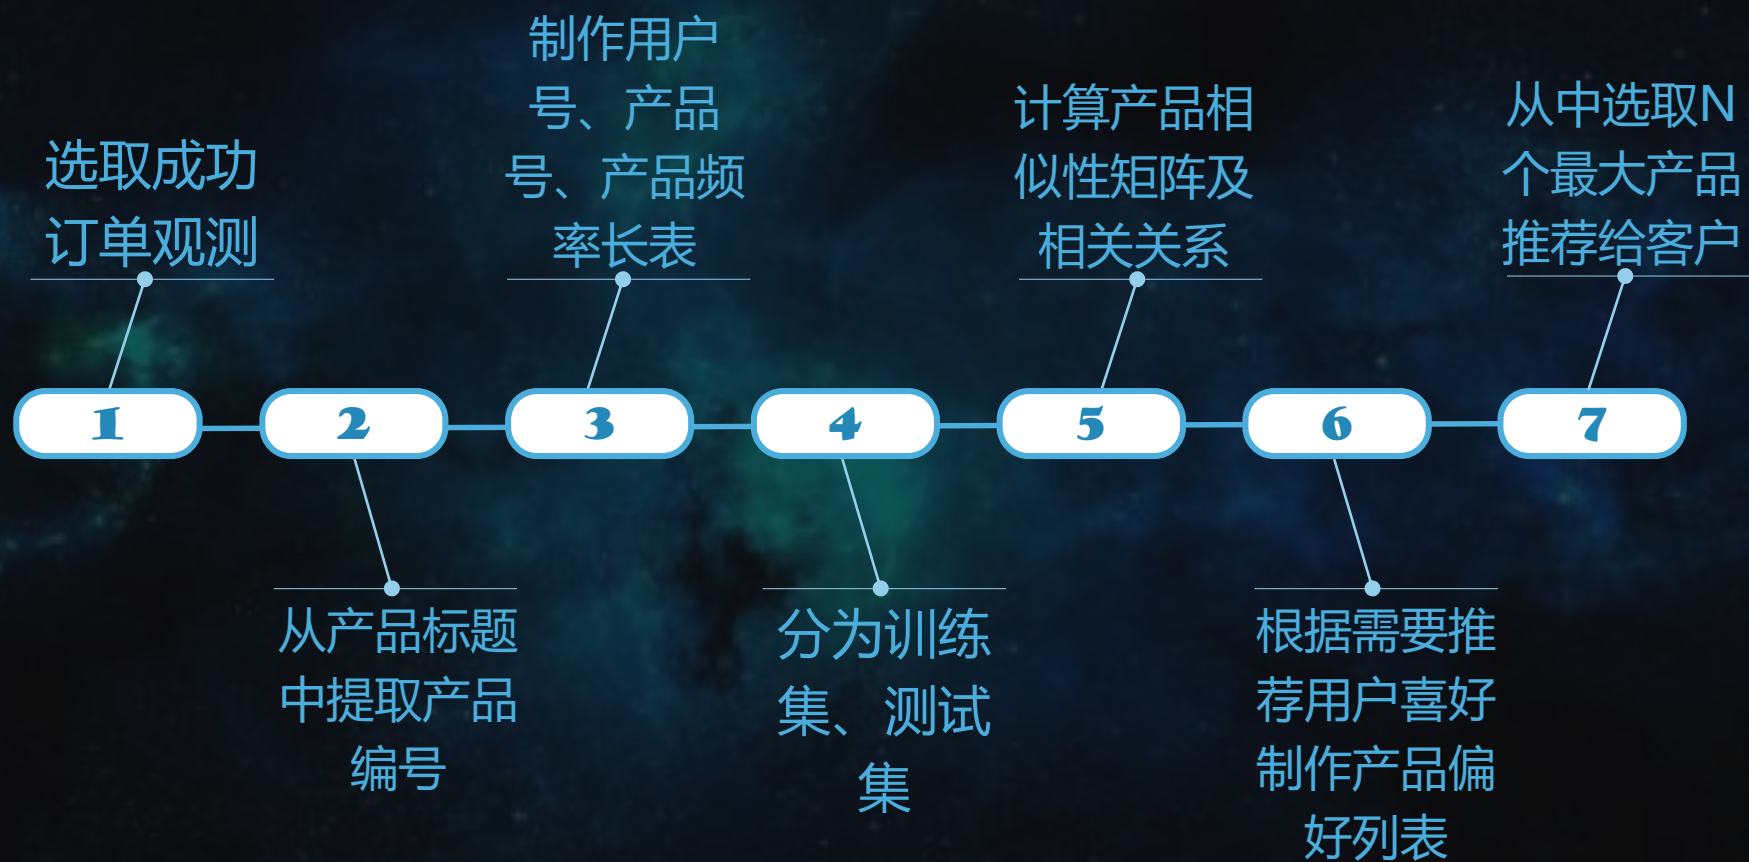 选取成功
订单观测
制作用户
号、产品
号、产品频
率长表
计算产品相
似性矩阵及
相关关系
从中选取N
个最大产品
推荐给客户
1
2
3
4
5
6
7
从产品标题
中提取产品
编号
分为训练
集、测试
集
根据需要推
荐用户喜好
制作产品偏
好列表